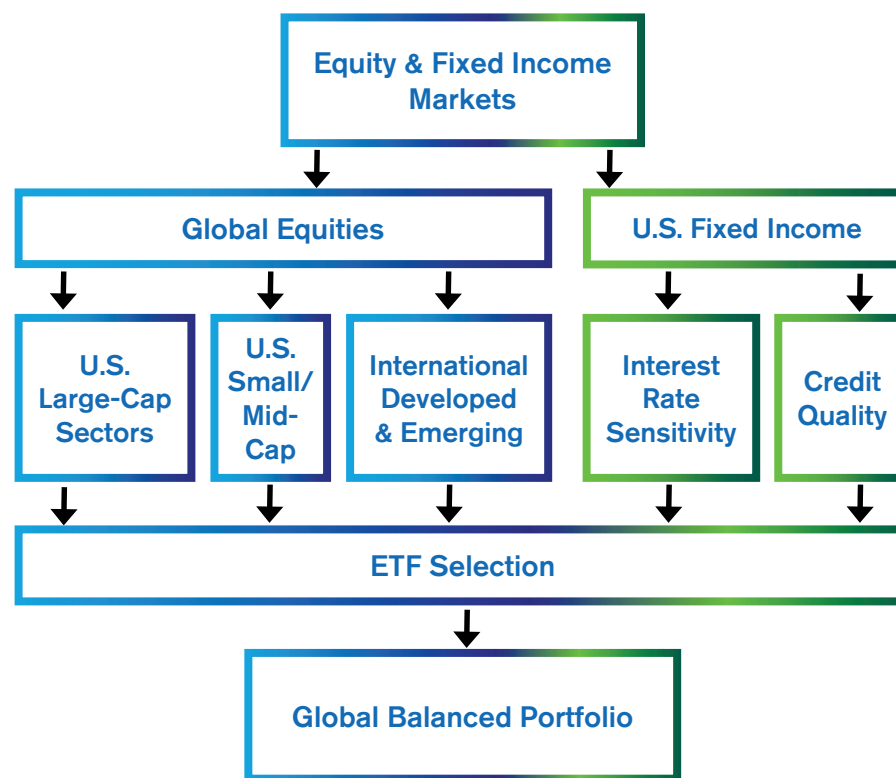 Equity & Fixed Income
Markets
Global Equities
U.S. Fixed Income
U.S.
Large-Cap
Sectors
U.S.
Small/
Mid-
Cap
International
Developed
& Emerging
Interest
Rate
Sensitivity
Credit
Quality
ETF Selection
Global Balanced Portfolio